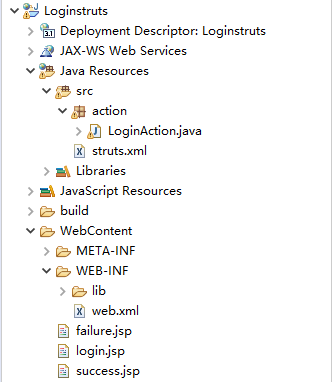 Loginstruts
Deployment Descriptor: Loginstruts
JAX-WS Web Services
Java Resources
src
action
LoginAction.java
struts.xml
Libraries
JavaScript Resources
build
WebContent
META-INF
WEB-INF
lib
web.xml
failure.jsp
login.jsp
success.jsp